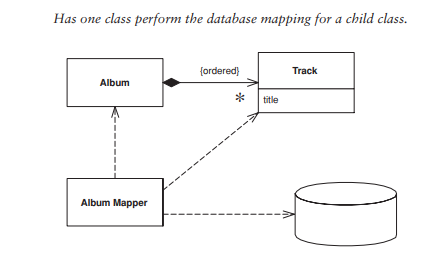 Has one class perform the database mapping for a child class.
{ordered}
Album
Track
*
title
Album Mapper